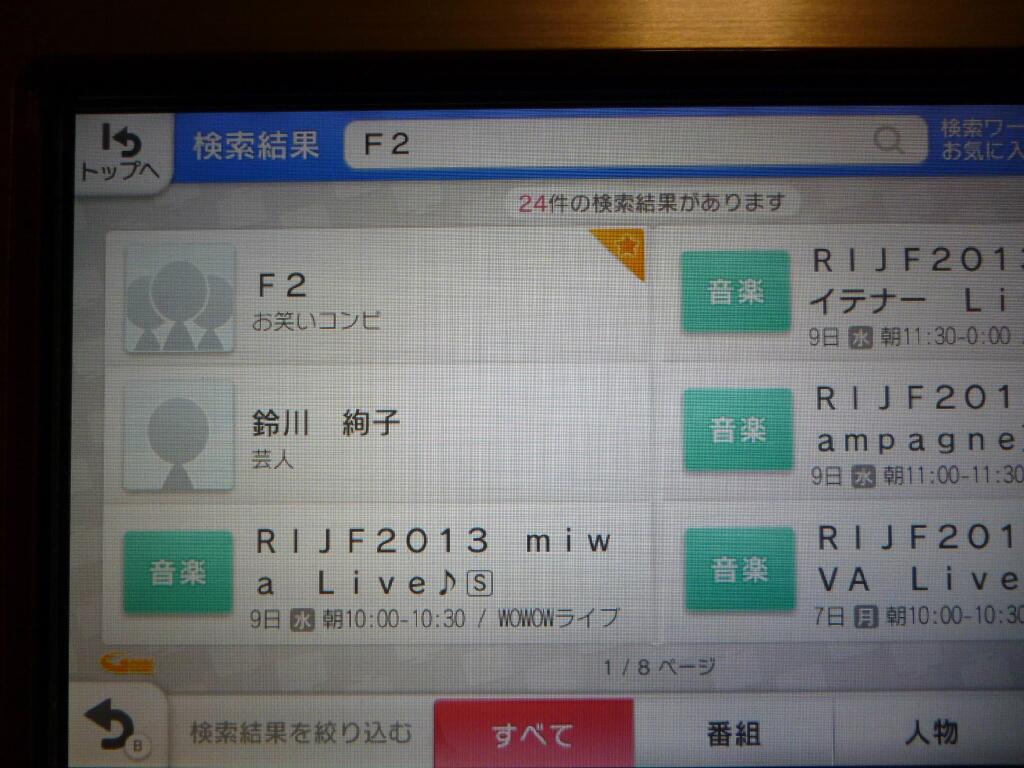 トップへ
検索結果
F2
検索ワー
お気に入
24件の検索結果があります
F2
お笑いコンビ
鈴川 絢子
芸人
音楽
RIJF2013 miw
a Live♪S
9日 水 朝10:00-10:30 / WOWOWライブ
音楽
RIJF2013
イテナー Li
9日 水 朝11:30-0:00
音楽
RIJF201
ampagne
9日 水 朝11:00-11:30
音楽
RIJF201
VA Live
7日 月 朝10:00-10:30
1/8 ページ
B
検索結果を絞り込む
すべて
番組
人物